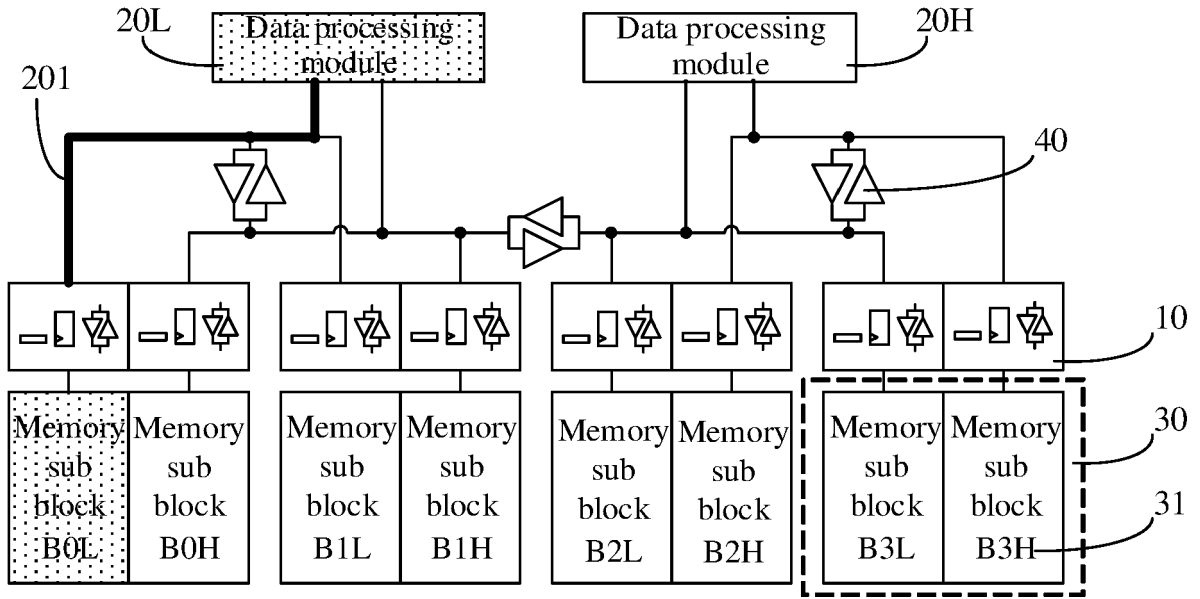 20L
Data processing
module
Data processing
module
20H
201
40
10
Memory
sub
block
B0L
Memory
sub
block
B0H
Memory
sub
block
B1L
Memory
sub
block
B1H
Memory
sub
block
B2L
Memory
sub
block
B2H
Memory
sub
block
B3L
Memory
sub
block
B3H
30
31